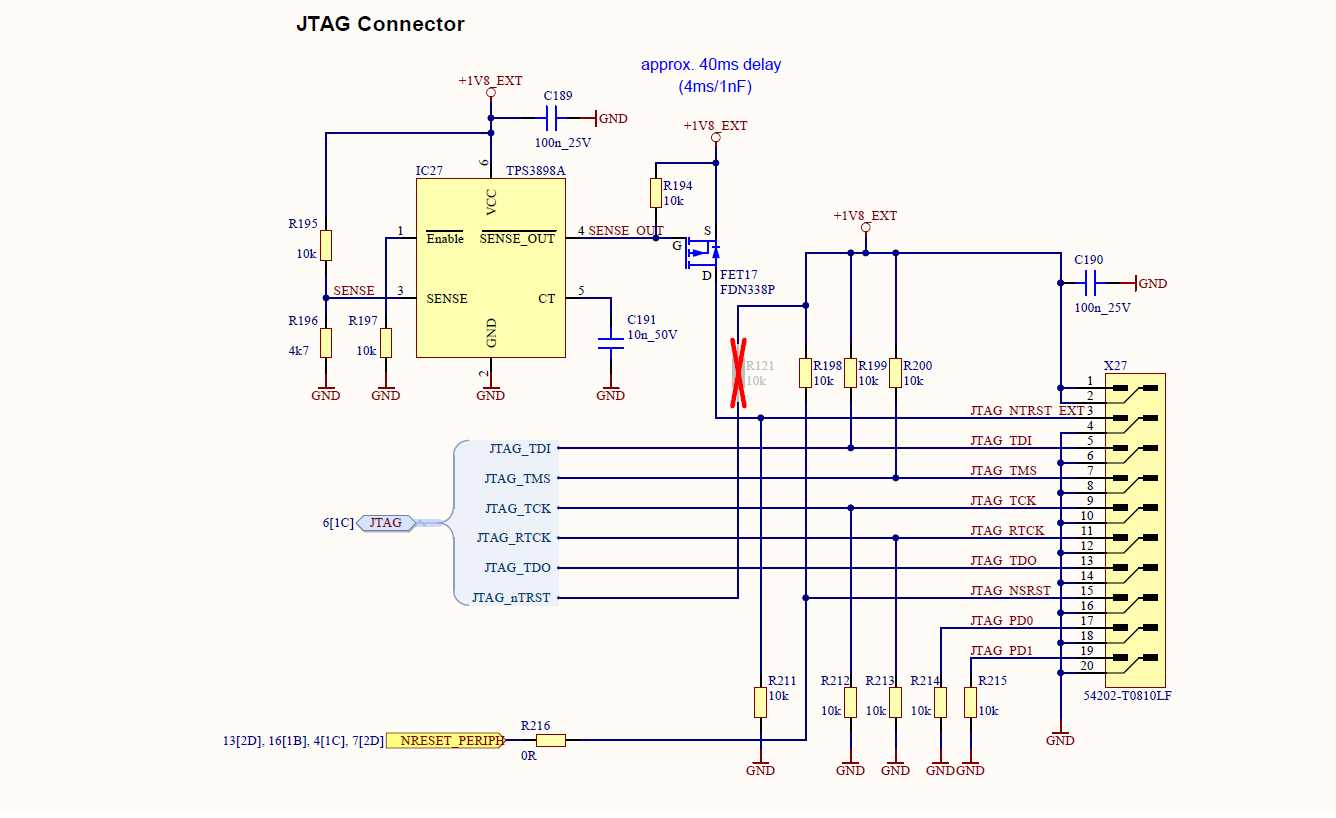 JTAG Connector
approx. 40ms delay
(4ms/1nF)
+1V8_EXT
C189
GND
100n_25V
+1V8_EXT
6
IC27
TPS3898A
VCC
R194
10k
R195
10k
1
Enable
SENSE_OUT
4
SENSE_OUT
G
S
D
FET17
FDN338P
+1V8_EXT
C190
GND
100n_25V
SENSE
3
SENSE
CT
5
C191
10n_50V
R196
4k7
R197
10k
GND
2
GND
GND
GND
GND
R121
10k
R198
10k
R199
10k
R200
10k
X27
1
2
JTAG_NTRST_EXT
3
4
JTAG_TDI
JTAG_TDI
5
6
JTAG_TMS
JTAG_TMS
7
8
JTAG_TCK
JTAG_TCK
9
10
6[1C]
JTAG
JTAG_RTCK
JTAG_RTCK
11
12
JTAG_TDO
JTAG_TDO
13
14
JTAG_nTRST
JTAG_NSRST
15
16
JTAG_PD0
17
18
JTAG_PD1
19
20
54202-T0810LF
R211
10k
R212
10k
R213
10k
R214
10k
R215
10k
GND
13[2D], 16[1B], 4[1C], 7[2D]
NRESET_PERIPH
R216
0R
GND
GND
GND
GND
GND